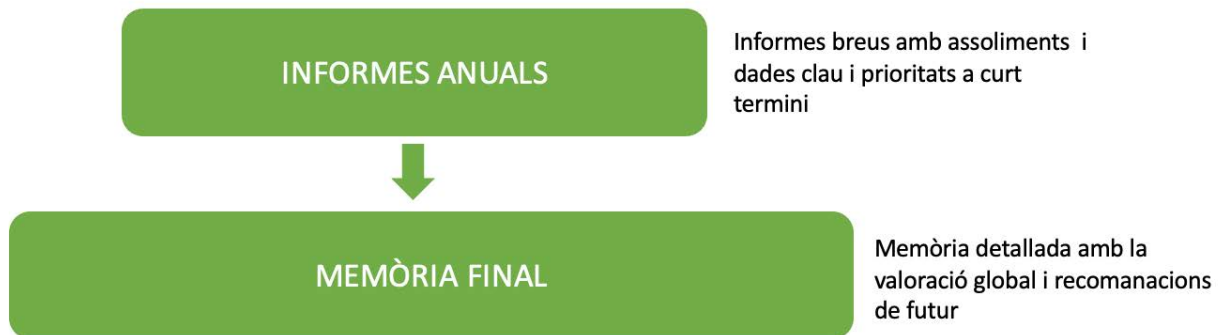 INFORMES ANUALS
Informes breus amb assoliments i
dades clau i prioritats a curt
termini
MEMÒRIA FINAL
Memòria detallada amb la
valoració global i recomanacions
de futur